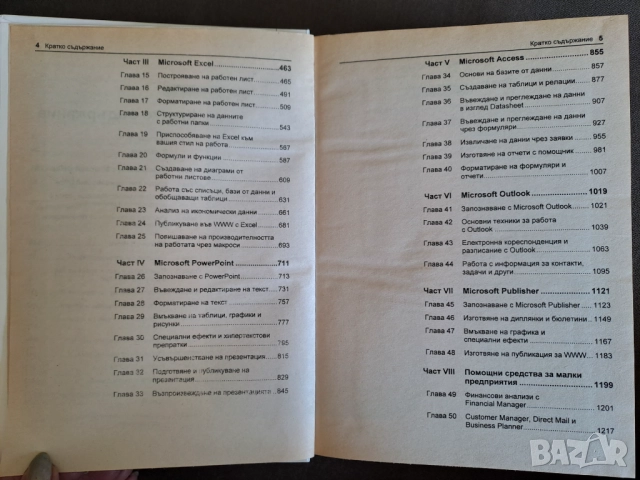 4 Кратко съдържание
Част III Microsoft Excel 463
Глава 15 Построяване на работен лист 465
Глава 16 Редактиране на работен лист 491
Глава 17 Форматиране на работен лист 509
Глава 18 Структуриране на данните
с работни папки 543
Глава 19 Приспособяване на Excel към
вашия стил на работа 567
Глава 20 Формули и функции 587
Глава 21 Създаване на диаграми от
работни листове 609
Глава 22 Работа със списъци, бази от данни и
обобщаващи таблици 631
Глава 23 Анализ на икономически данни 661
Глава 24 Публикуване във WWW с Excel 681
Глава 25 Повишаване на производителността
на работата чрез макроси 693
Част IV Microsoft PowerPoint 711
Глава 26 Запознаване с PowerPoint 713
Глава 27 Въвеждане и редактиране на текст 731
Глава 28 Форматиране на текст 757
Глава 29 Вмъкване на таблици, графики и
рисунки 777
Глава 30 Специални ефекти и хипертекстови
препратки 795
Глава 31 Усъвършенстване на презентация 815
Глава 32 Подготвяне и публикуване на
презентация 829
Глава 33 Възпроизвеждане на презентацията 845
Кратко съдържание 5
Част V Microsoft Access 855
Глава 34 Основи на базите от данни 857
Глава 35 Създаване на таблици и релации 877
Глава 36 Въвеждане и преглеждане на данни
в изглед Datasheet 907
Глава 37 Въвеждане и преглеждане на данни
чрез формуляри 927
Глава 38 Извличане на данни чрез заявки 955
Глава 39 Изготвяне на отчети с помощник 981
Глава 40 Форматиране на формуляри и
отчети 1007
Част VI Microsoft Outlook 1019
Глава 41 Запознаване с Microsoft Outlook 1021
Глава 42 Основни техники за работа
с Outlook 1039
Глава 43 Електронна кореспонденция и
разписание с Outlook 1063
Глава 44 Работа с информация за контакти,
задачи и други 1095
Част VII Microsoft Publisher 1121
Глава 45 Запознаване с Microsoft Publisher 1123
Глава 46 Изготвяне на диплянки и бюлетини 1149
Глава 47 Вмъкване на графика и
специални ефекти 1167
Глава 48 Изготвяне на публикация за WWW 1183
Част VIII Помощни средства за малки
предприятия 1199
Глава 49 Финансови анализи с
Financial Manager 1201
Глава 50 Customer Manager, Direct Mail и
Business Planner 1217
BAZAR